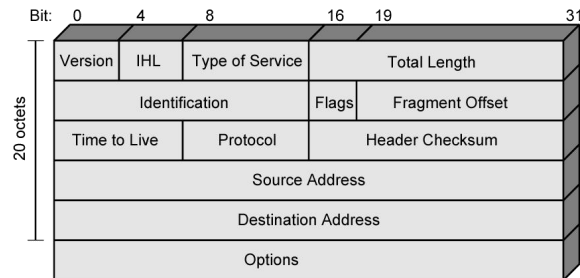 Bit: 0 4 8 16 19 31
Version IHL Type of Service Total Length
Identification Flags Fragment Offset
Time to Live Protocol Header Checksum
Source Address
Destination Address
Options
20 octets